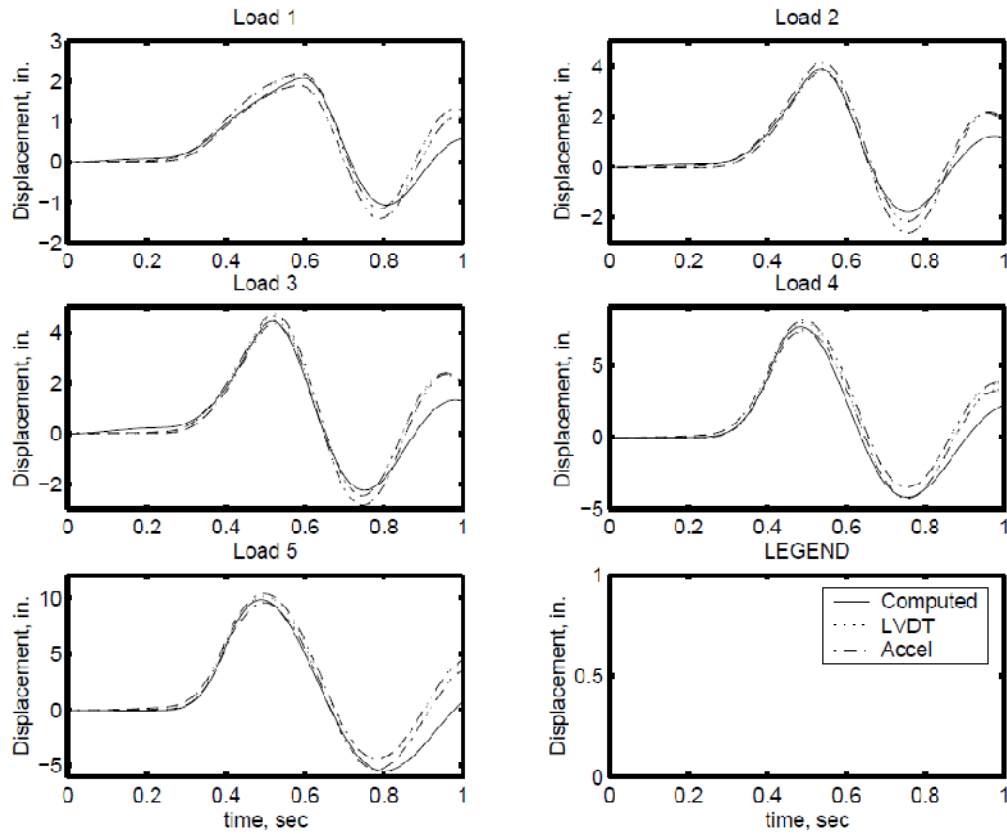 Load 1
Displacement, in.
3
2
1
0
−1
−2
0 0.2 0.4 0.6 0.8 1
Load 2
Displacement, in.
4
2
0
−2
0 0.2 0.4 0.6 0.8 1
Load 3
Displacement, in.
4
2
0
−2
0 0.2 0.4 0.6 0.8 1
Load 4
Displacement, in.
5
0
−5
0 0.2 0.4 0.6 0.8 1
Load 5
Displacement, in.
10
5
0
−5
0 0.2 0.4 0.6 0.8 1
time, sec
LEGEND
Displacement, in.
1
0.5
0
Computed
LVDT
Accel
0 0.2 0.4 0.6 0.8 1
time, sec